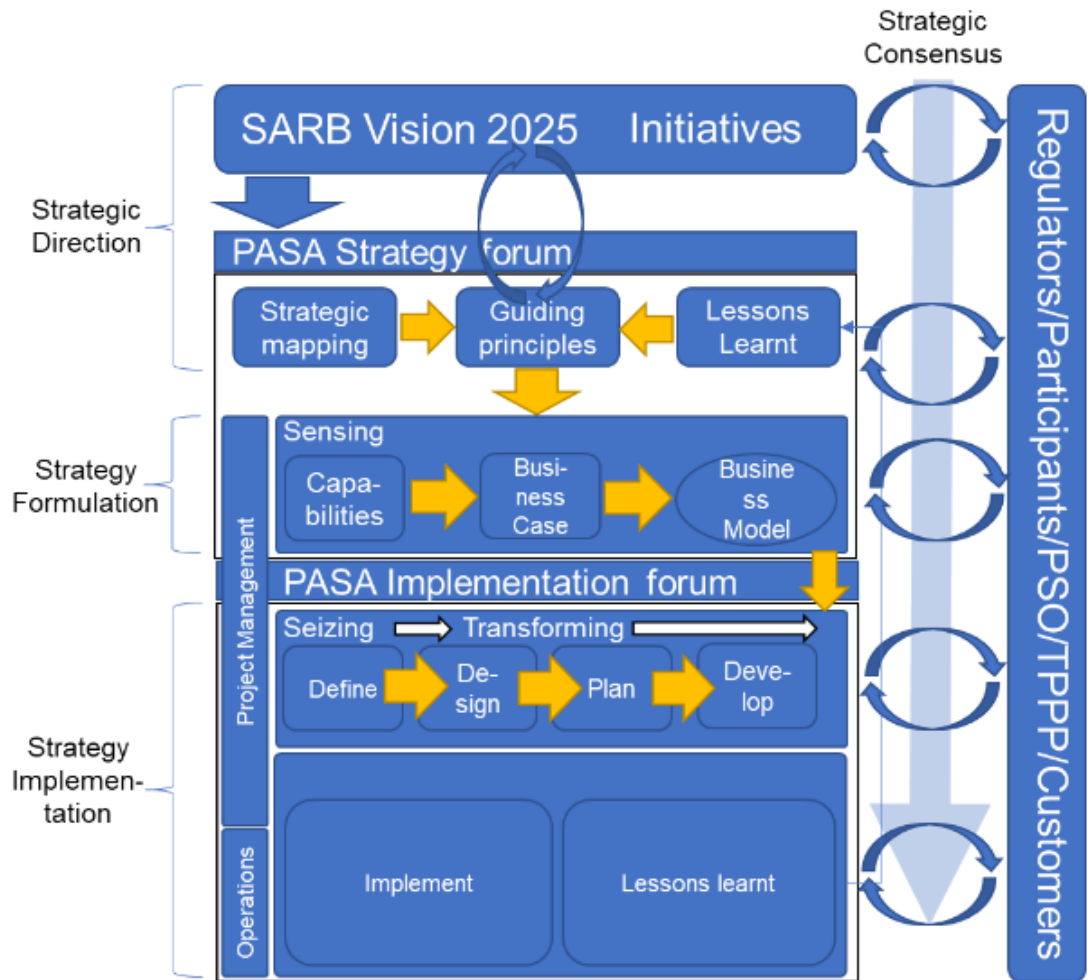 Strategic
Consensus
SARB Vision 2025 Initiatives
Strategic
Direction
PASA Strategy forum
Strategic
mapping
Guiding
principles
Lessons
Learnt
Strategy
Formulation
Sensing
Capa-
bilities
Busi-
ness
Case
Busine
ss
Model
Project Management
PASA Implementation forum
Seizing
Transforming
Define
De-
sign
Plan
Deve-
lop
Strategy
Implemen-
tation
Operations
Implement
Lessons learnt
Regulators/Participants/PSO/TPPP/Customers